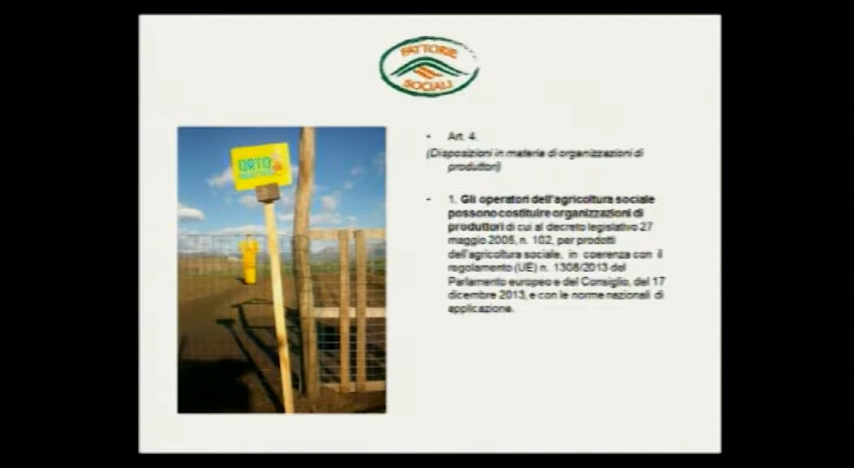 FATTORIE
SOCIALI
ORTO
• Art. 4.
(Disposizioni in materia di organizzazioni di
produttori)
• 1. Gli operatori dell'agricoltura sociale
possono costituire organizzazioni di
produttori di cui al decreto legislativo 27
maggio 2005, n. 102, per prodotti
dell'agricoltura sociale, in coerenza con il
regolamento (UE) n. 1308/2013 del
Parlamento europeo e del Consiglio, del 17
dicembre 2013, e con le norme nazionali di
applicazione.